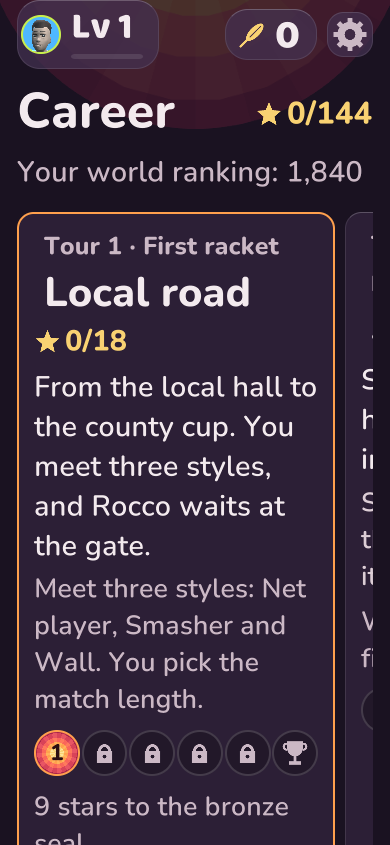 Lv 1
0
Career
0/144
Your world ranking: 1,840
Tour 1 · First racket
Local road
0/18
From the local hall to
the county cup. You
meet three styles,
and Rocco waits at
the gate.
Meet three styles: Net
player, Smasher and
Wall. You pick the
match length.
1
9 stars to the bronze
seal